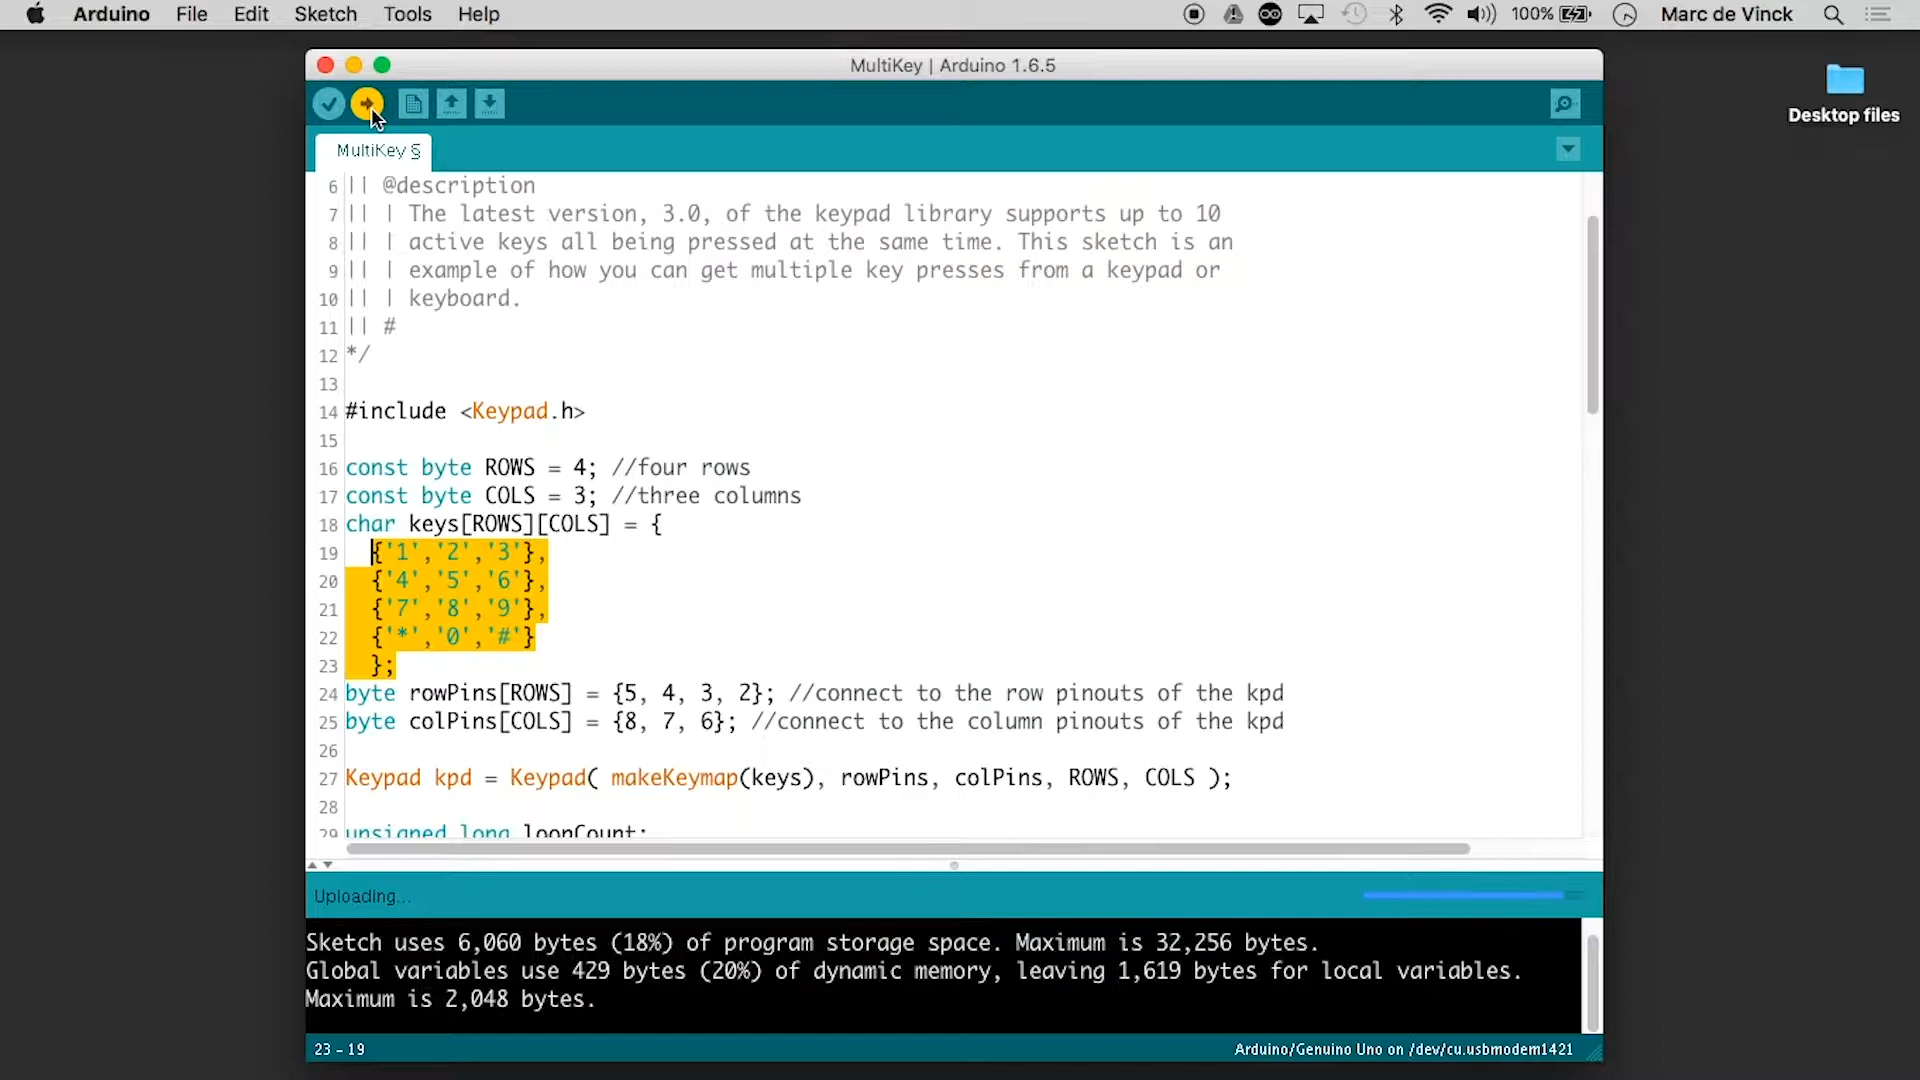 Arduino File Edit Sketch Tools Help 100% Marc de Vinck
MultiKey | Arduino 1.6.5
Desktop files
MultiKey §
6 || @description
7 || | The latest version, 3.0, of the keypad library supports up to 10
8 || | active keys all being pressed at the same time. This sketch is an
9 || | example of how you can get multiple key presses from a keypad or
10 || | keyboard.
11 || #
12 */
13
14 #include <Keypad.h>
15
16 const byte ROWS = 4; //four rows
17 const byte COLS = 3; //three columns
18 char keys[ROWS][COLS] = {
19 {'1','2','3'},
20 {'4','5','6'},
21 {'7','8','9'},
22 {'*','0','#'}
23 };
24 byte rowPins[ROWS] = {5, 4, 3, 2}; //connect to the row pinouts of the kpd
25 byte colPins[COLS] = {8, 7, 6}; //connect to the column pinouts of the kpd
26
27 Keypad kpd = Keypad( makeKeymap(keys), rowPins, colPins, ROWS, COLS );
28
29 unsigned long loopCount;
Uploading...
Sketch uses 6,060 bytes (18%) of program storage space. Maximum is 32,256 bytes.
Global variables use 429 bytes (20%) of dynamic memory, leaving 1,619 bytes for local variables.
Maximum is 2,048 bytes.
23 - 19 Arduino/Genuino Uno on /dev/cu.usbmodem1421